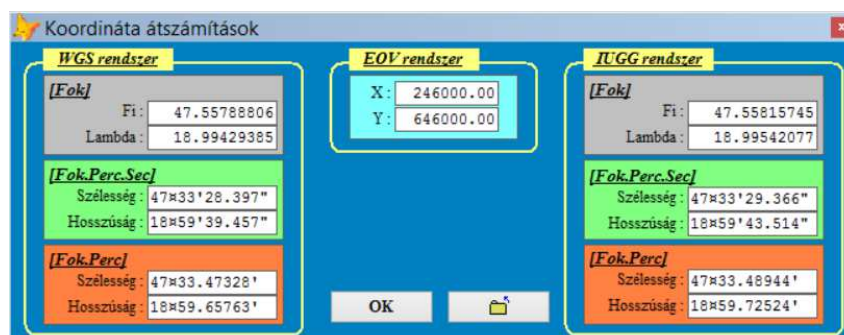 Koordináta átszámítások
WGS rendszer
[Fok]
Fi : 47.55788806
Lambda : 18.99429385
[Fok.Perc.Sec]
Szélesség : 47¤33'28.397"
Hosszúság : 18¤59'39.457"
[Fok.Perc]
Szélesség : 47¤33.47328'
Hosszúság : 18¤59.65763'
EOV rendszer
X : 246000.00
Y : 646000.00
OK
IUGG rendszer
[Fok]
Fi : 47.55815745
Lambda : 18.99542077
[Fok.Perc.Sec]
Szélesség : 47¤33'29.366"
Hosszúság : 18¤59'43.514"
[Fok.Perc]
Szélesség : 47¤33.48944'
Hosszúság : 18¤59.72524'